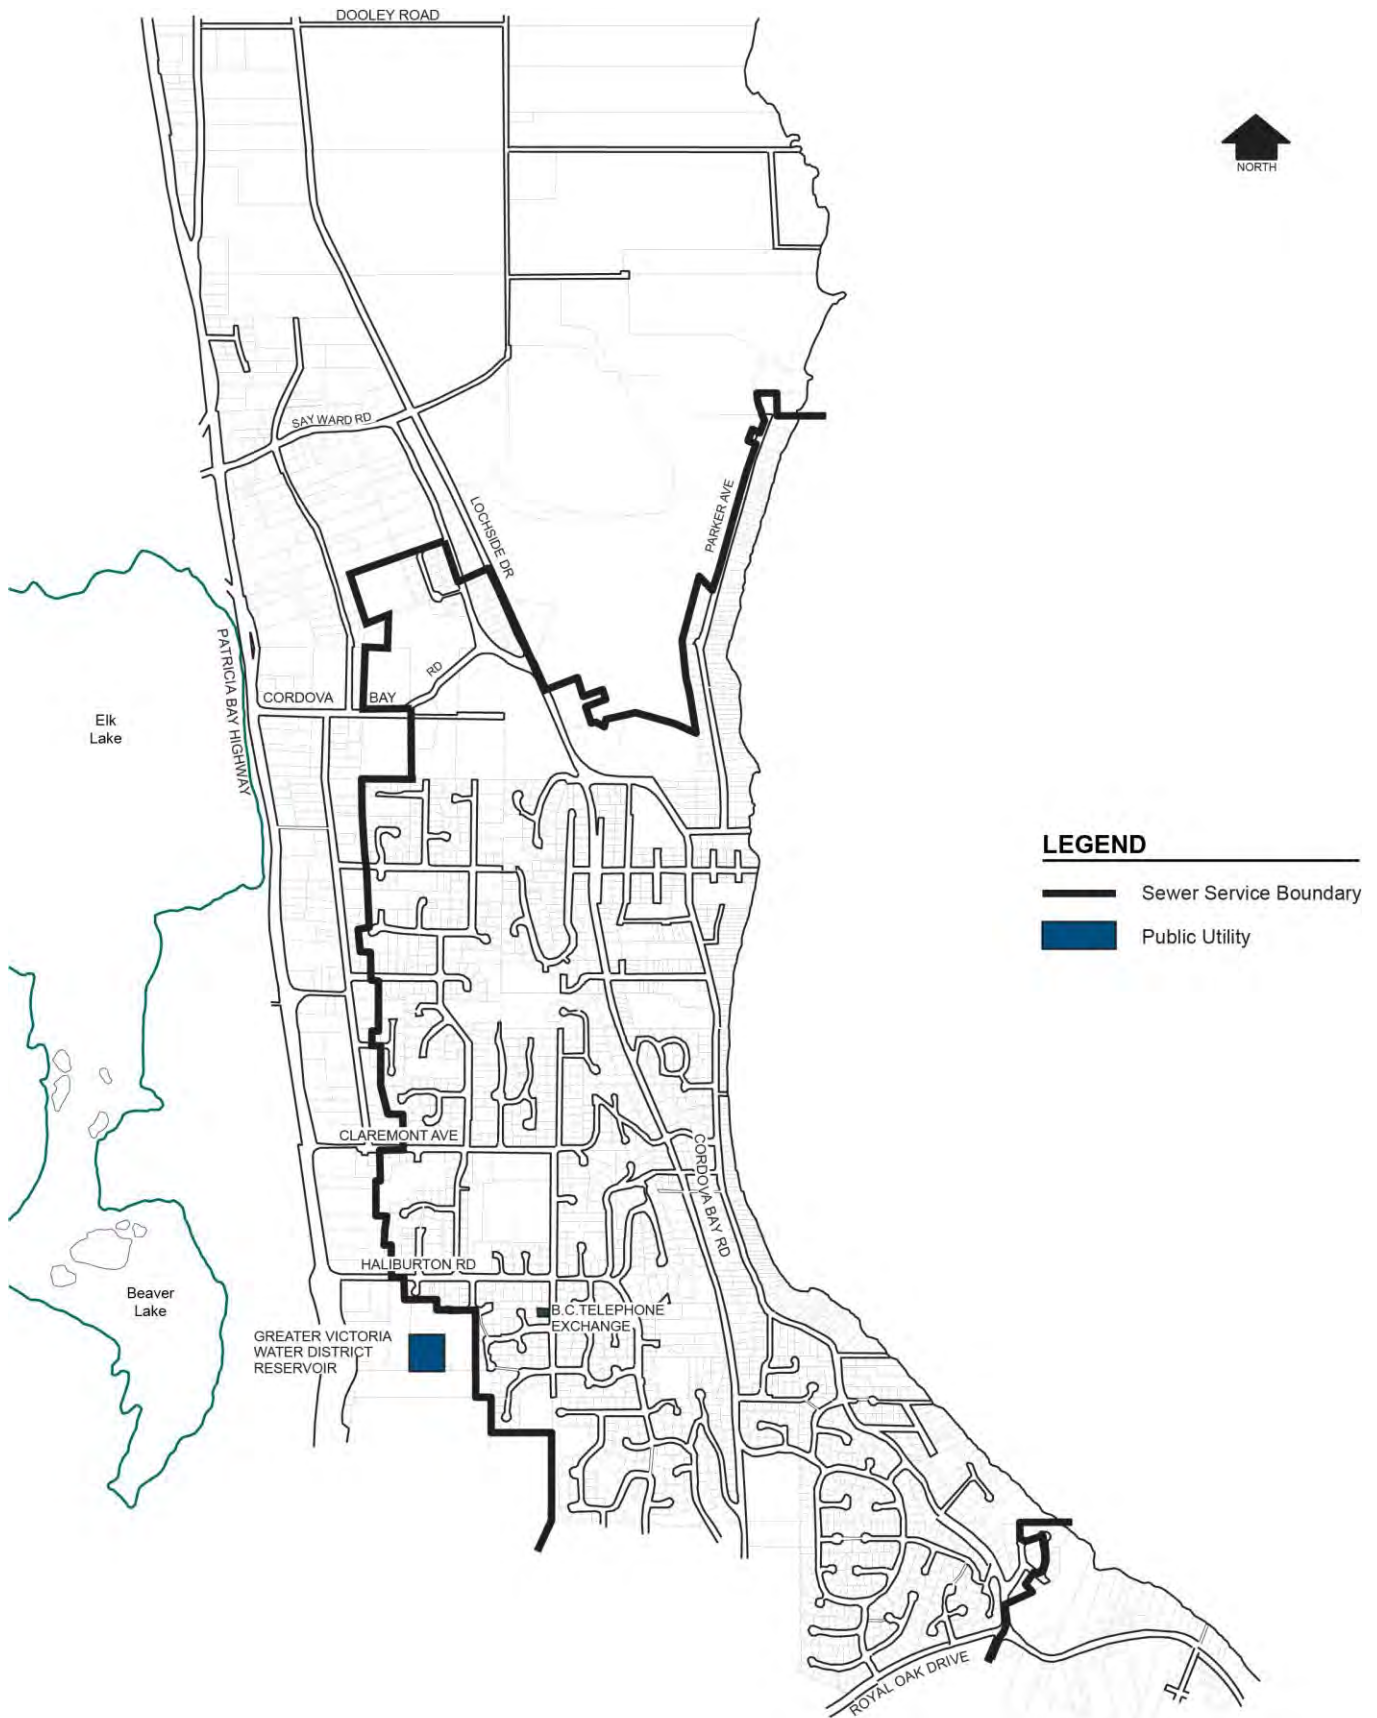 DOOLEY ROAD
NORTH
SAYWARD RD
LOCHSIDE DR
PARKER AVE
PATRICIA BAY HIGHWAY
CORDOVA BAY RD
Elk
Lake
LEGEND
Sewer Service Boundary
Public Utility
CLAREMONT AVE
CORDOVA BAY RD
HALIBURTON RD
Beaver
Lake
B.C.TELEPHONE
EXCHANGE
GREATER VICTORIA
WATER DISTRICT
RESERVOIR
ROYAL OAK DRIVE